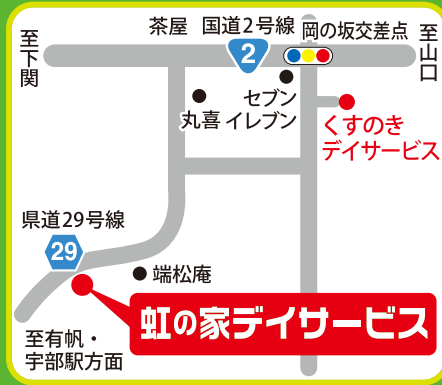 茶屋
国道2号線
岡の坂交差点
至下関
至山口
2
セブン
イレブン
丸喜
くすのき
デイサービス
県道29号線
29
端松庵
虹の家デイサービス
至有帆・
宇部駅方面